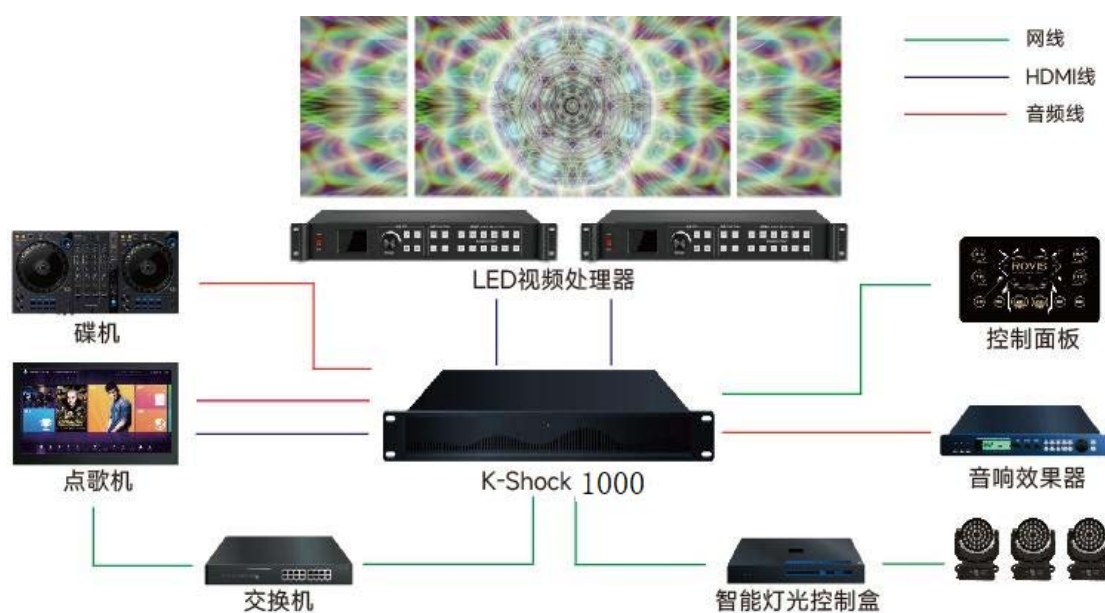 网线
HDMI线
音频线
LED视频处理器
碟机
ROVIS
控制面板
点歌机
K-Shock 1000
音响效果器
交换机
智能灯光控制盒